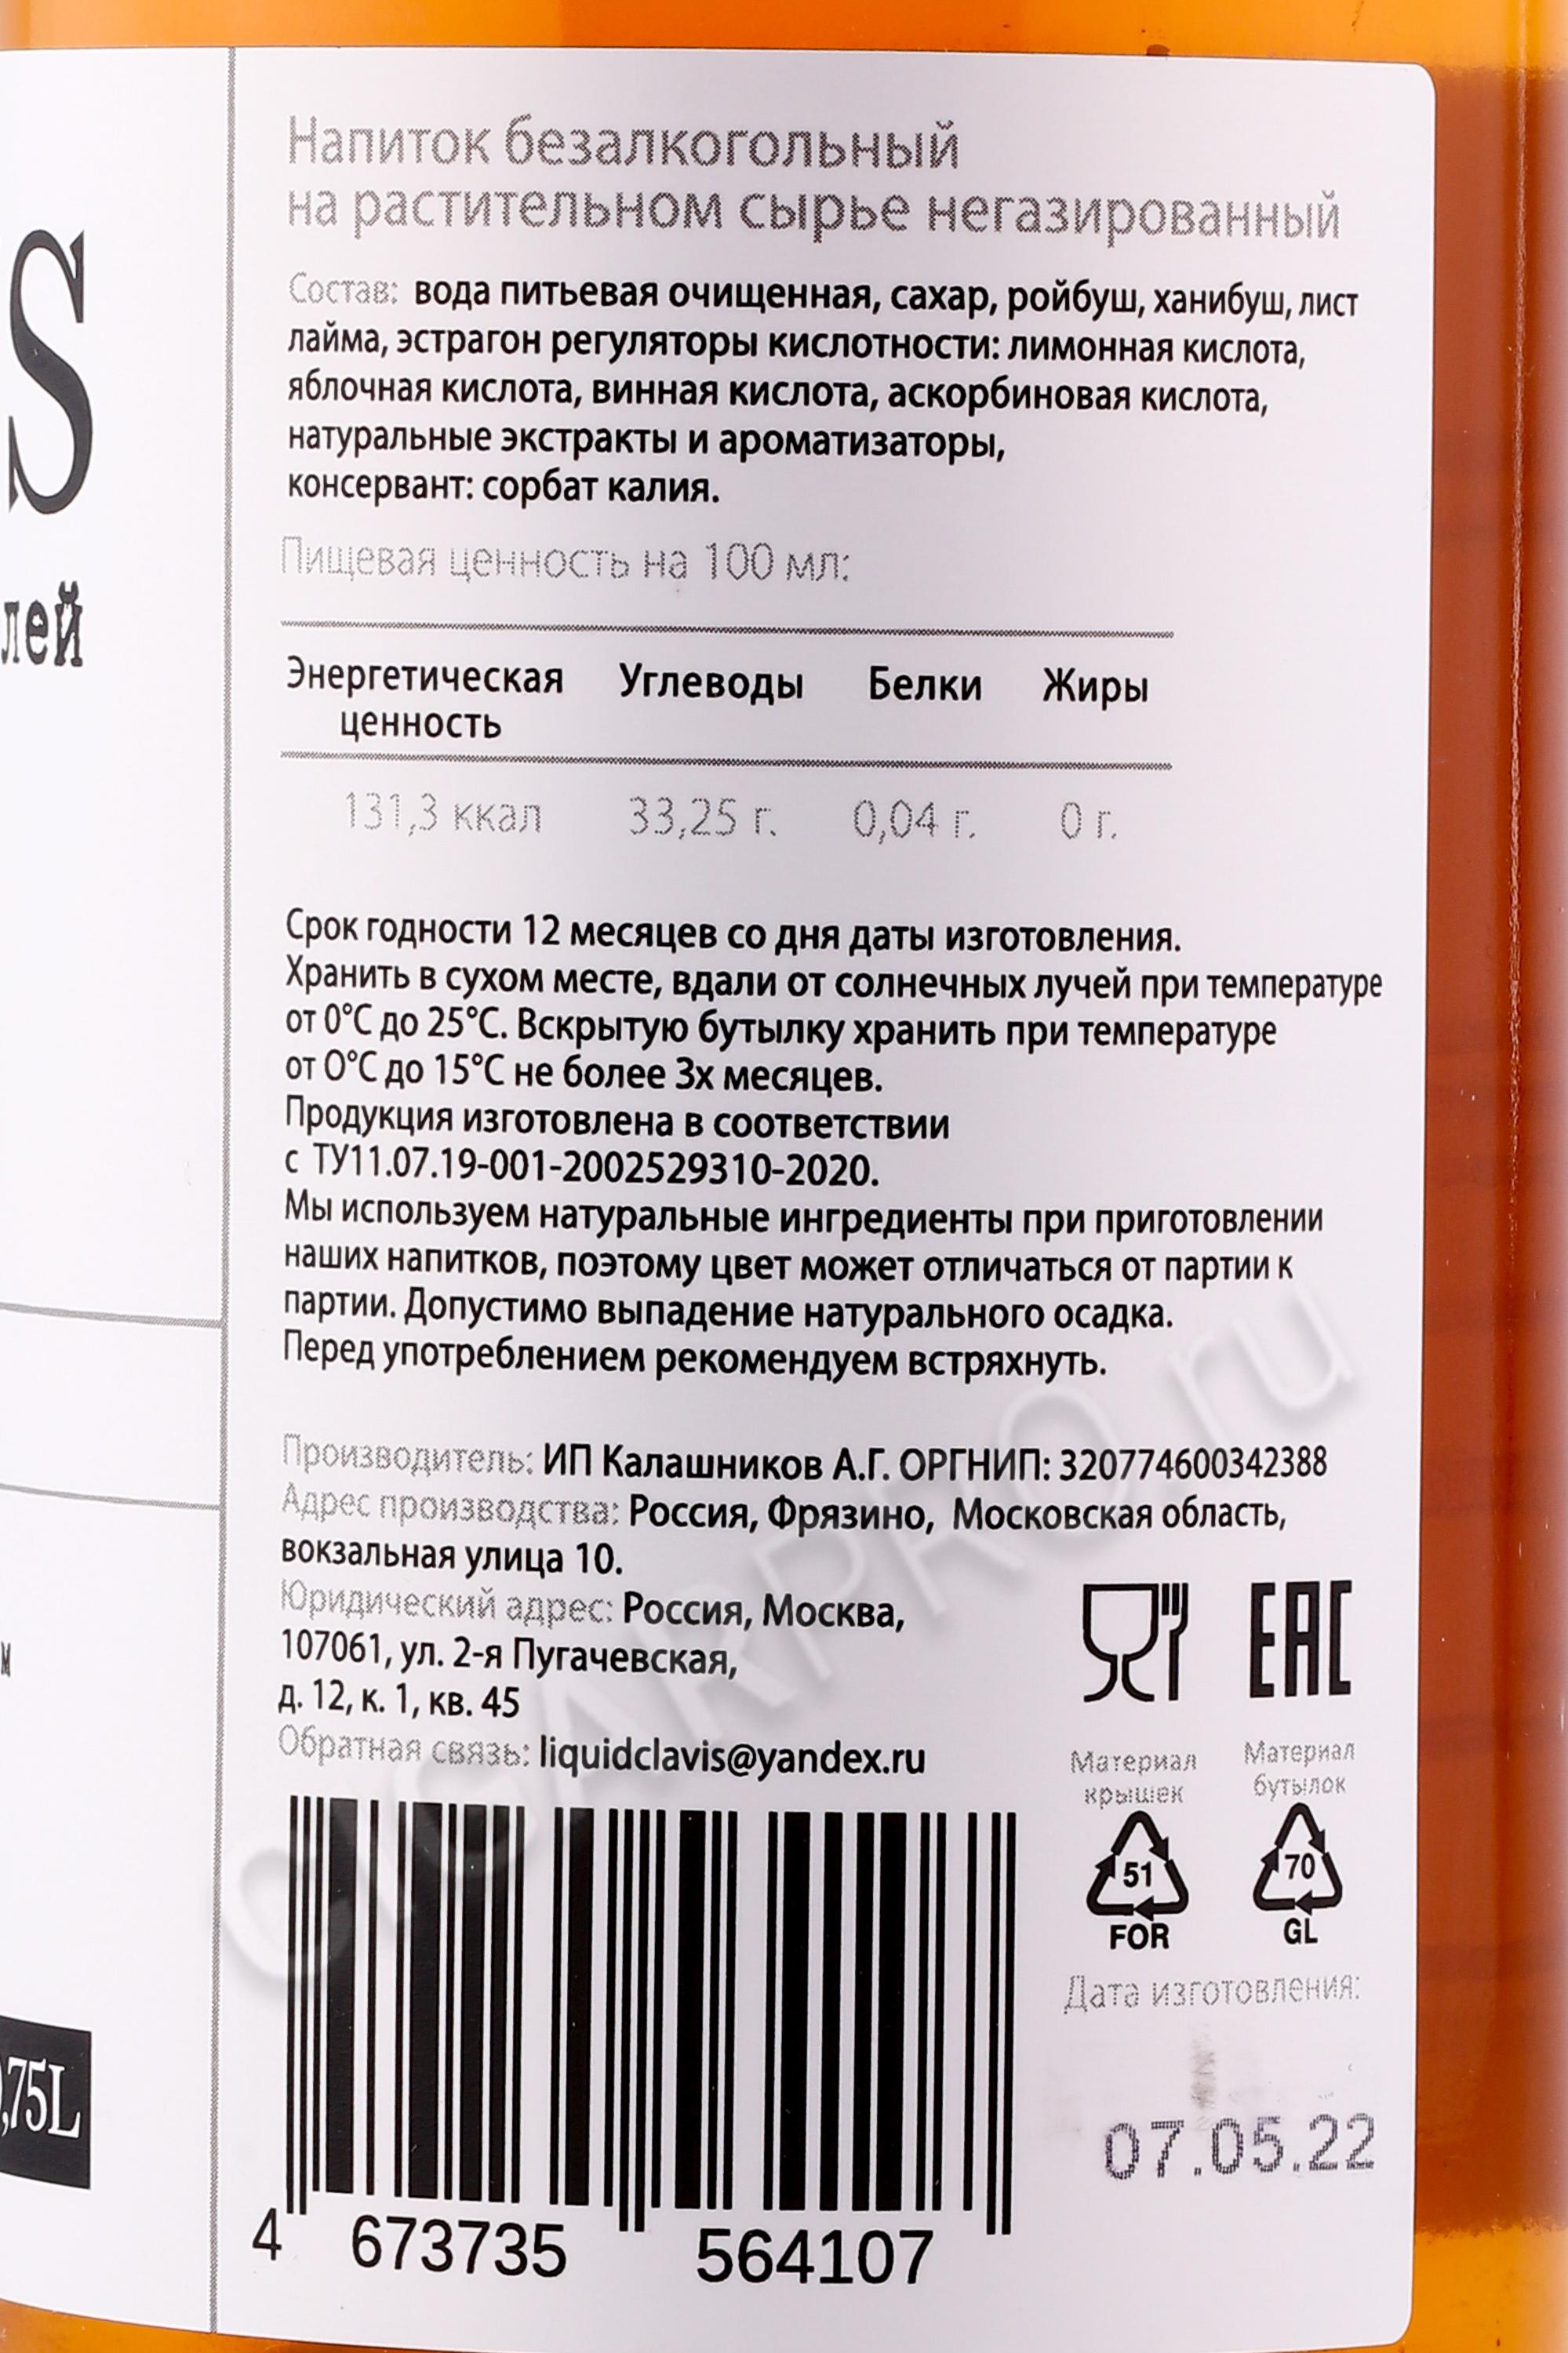 S
лей
м
,75L
Напиток безалкогольный
на растительном сырье негазированный
Состав: вода питьевая очищенная, сахар, ройбуш, ханибуш, лист
лайма, эстрагон регуляторы кислотности: лимонная кислота,
яблочная кислота, винная кислота, аскорбиновая кислота,
натуральные экстракты и ароматизаторы,
консервант: сорбат калия.
Пищевая ценность на 100 мл:
Энергетическая ценность Углеводы Белки Жиры
131,3 ккал 33,25 г. 0,04 г. 0 г.
Срок годности 12 месяцев со дня даты изготовления.
Хранить в сухом месте, вдали от солнечных лучей при температуре
от 0°С до 25°С. Вскрытую бутылку хранить при температуре
от 0°С до 15°С не более 3х месяцев.
Продукция изготовлена в соответствии
с ТУ11.07.19-001-2002529310-2020.
Мы используем натуральные ингредиенты при приготовлении
наших напитков, поэтому цвет может отличаться от партии к
партии. Допустимо выпадение натурального осадка.
Перед употреблением рекомендуем встряхнуть.
Производитель: ИП Калашников А.Г. ОРГНИП: 320774600342388
Адрес производства: Россия, Фрязино, Московская область,
вокзальная улица 10.
Юридический адрес: Россия, Москва,
107061, ул. 2-я Пугачевская,
д. 12, к. 1, кв. 45
Обратная связь: liquidclavis@yandex.ru
EAC
Материал
крышек
51
FOR
Материал
бутылок
70
GL
Дата изготовления:
07.05.22
4 673735 564107
CIGARPRO.ru